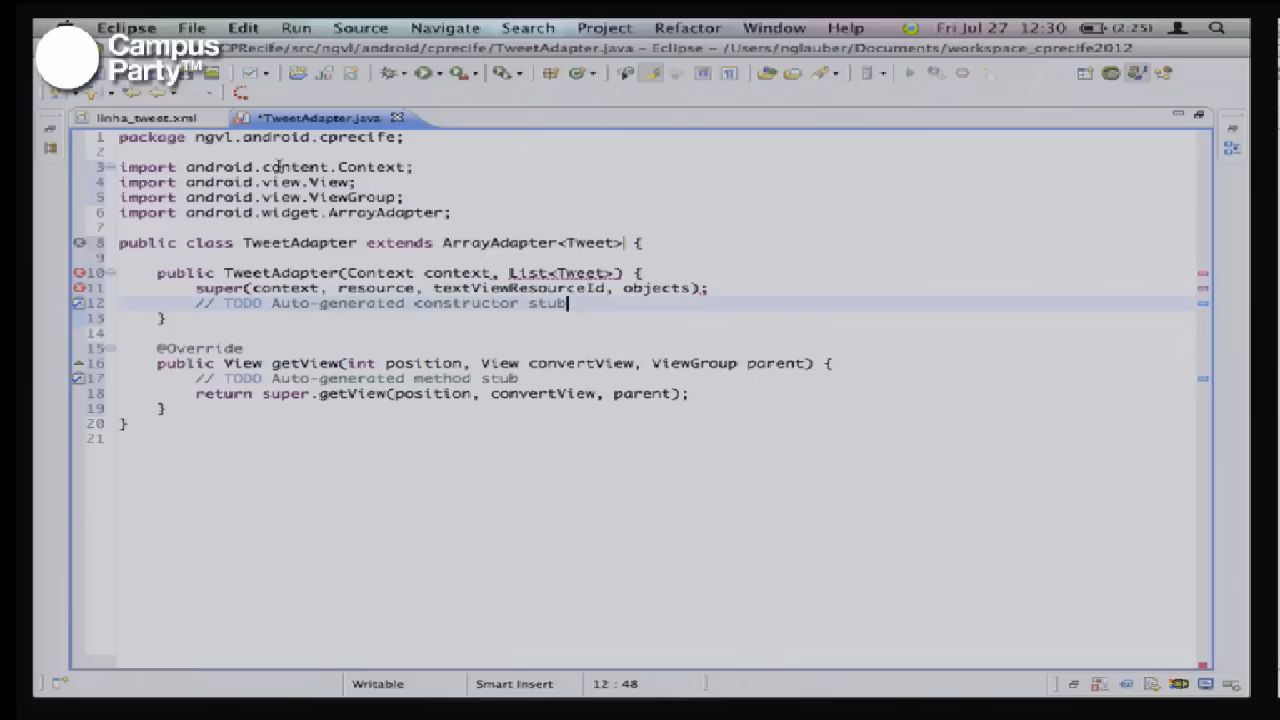 Eclipse File Edit Run Source Navigate Search Project Refactor Window Help Fri Jul 27 12:30 (2:25)
Campus
Party™
CPRecife/src/ngvl/android/cprecife/TweetAdapter.java – Eclipse – /Users/nglauber/Documents/workspace_cprecife2012
linha_tweet.xml *TweetAdapter.java
1 package ngvl.android.cprecife;
2
3 import android.content.Context;
4 import android.view.View;
5 import android.view.ViewGroup;
6 import android.widget.ArrayAdapter;
7
8 public class TweetAdapter extends ArrayAdapter<Tweet> {
9
10 public TweetAdapter(Context context, List<Tweet>) {
11 super(context, resource, textViewResourceId, objects);
12 // TODO Auto-generated constructor stub
13 }
14
15 @Override
16 public View getView(int position, View convertView, ViewGroup parent) {
17 // TODO Auto-generated method stub
18 return super.getView(position, convertView, parent);
19 }
20 }
21
Writable Smart Insert 12 : 48